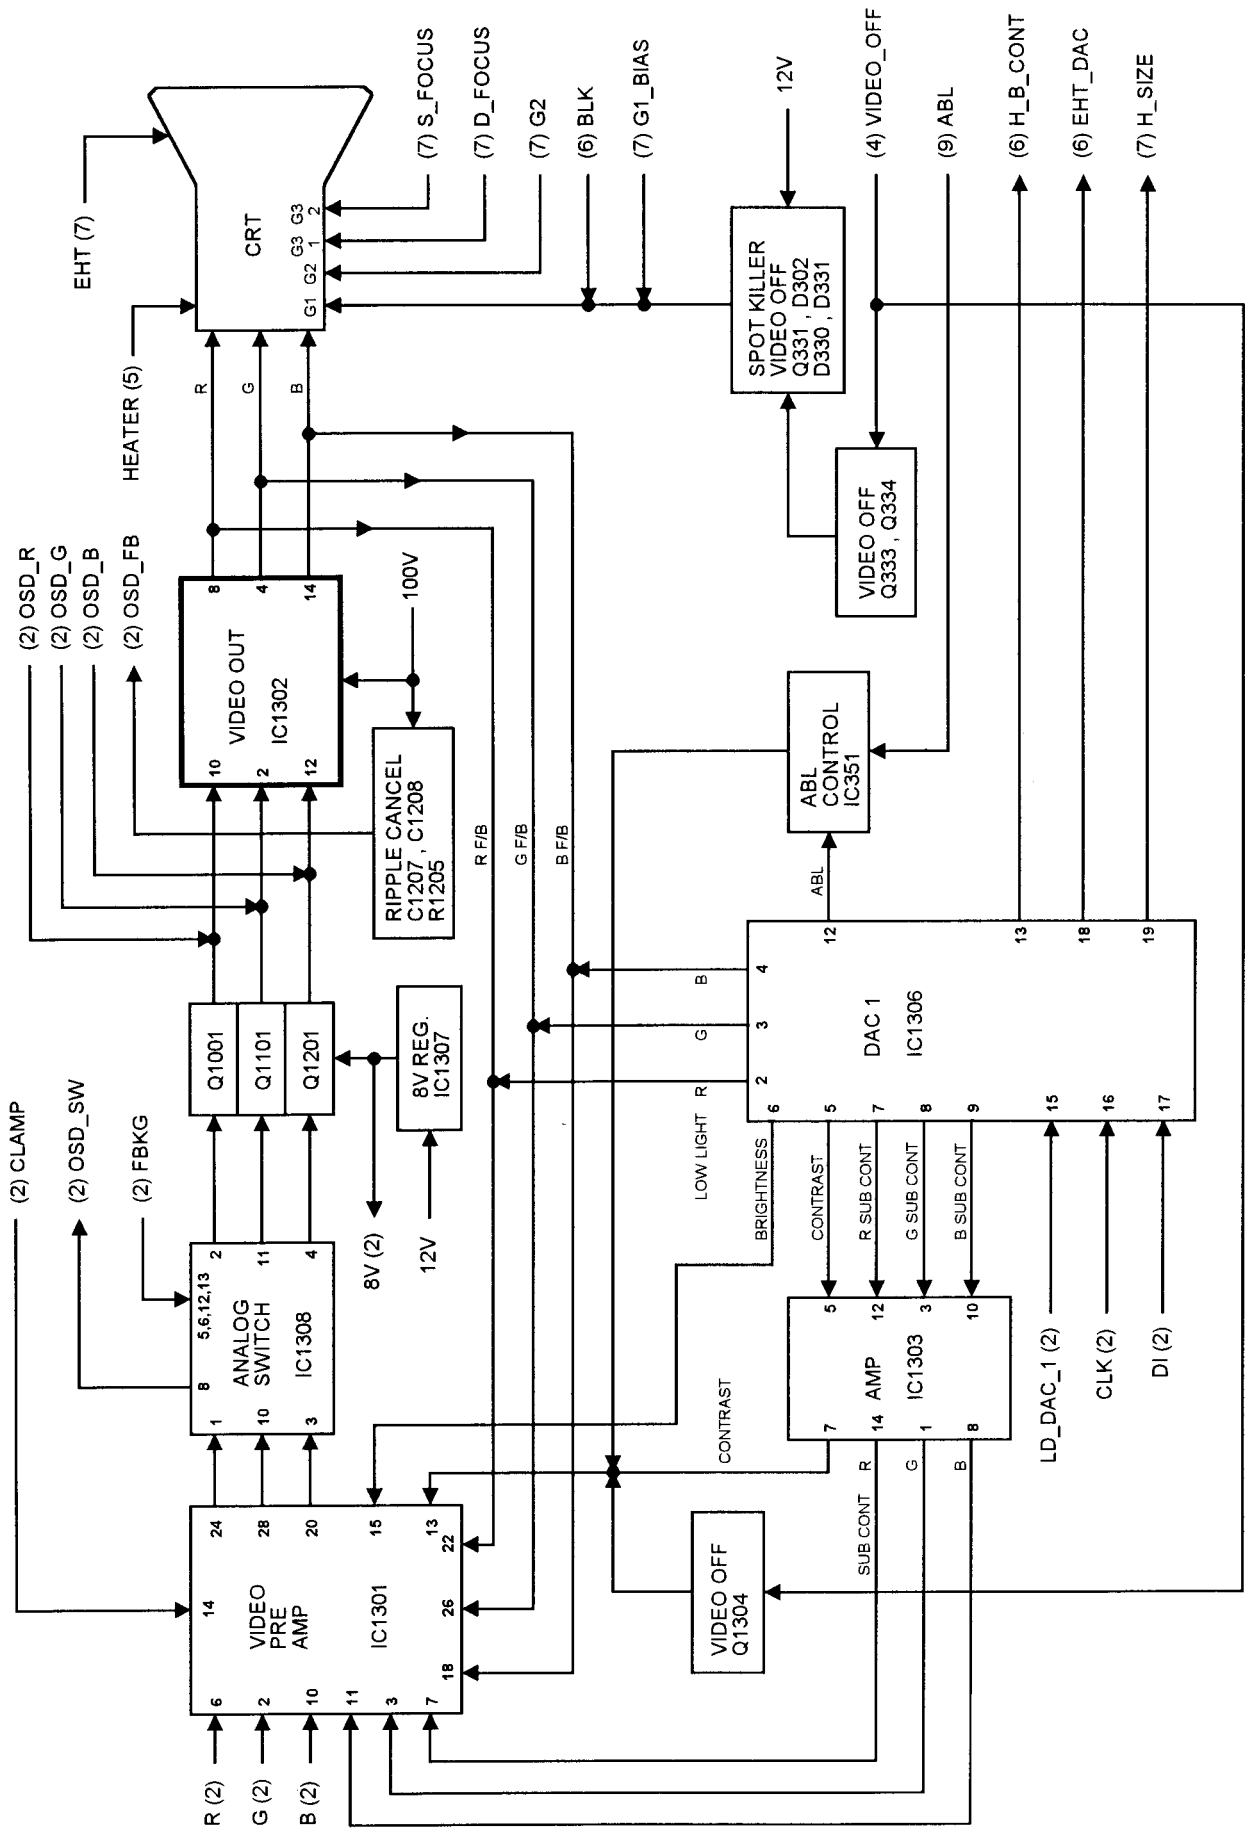 R (2)
G (2)
B (2)
6
2
10
11
3
7
14
VIDEO
PRE
AMP
IC1301
24
28
20
15
13
22
26
18
(2) CLAMP
(2) OSD_SW
(2) FBKG
1
10
3
8
5,6,12,13
ANALOG
SWITCH
IC1308
2
11
4
Q1001
Q1101
Q1201
8V (2)
12V
8V REG.
IC1307
(2) OSD_R
(2) OSD_G
(2) OSD_B
(2) OSD_FB
10
2
12
VIDEO OUT
IC1302
8
4
14
100V
RIPPLE CANCEL
C1207 , C1208
R1205
R F/B
G F/B
B F/B
R
G
B
HEATER (5)
EHT (7)
CRT
G1
G2
G3
1
G3
2
(7) S_FOCUS
(7) D_FOCUS
(7) G2
(6) BLK
(7) G1_BIAS
12V
SPOT KILLER
VIDEO OFF
Q331 , D302
D330 , D331
VIDEO OFF
Q333 , Q334
(4) VIDEO_OFF
(9) ABL
(6) H_B_CONT
(6) EHT_DAC
(7) H_SIZE
ABL
CONTROL
IC351
ABL
LOW LIGHT
R
G
B
2
3
4
6
5
7
8
9
12
13
18
19
15
16
17
DAC 1
IC1306
BRIGHTNESS
CONTRAST
R SUB CONT
G SUB CONT
B SUB CONT
5
12
3
10
AMP
IC1303
7
14
1
8
CONTRAST
SUB CONT
R
G
B
VIDEO OFF
Q1304
LD_DAC_1 (2)
CLK (2)
DI (2)